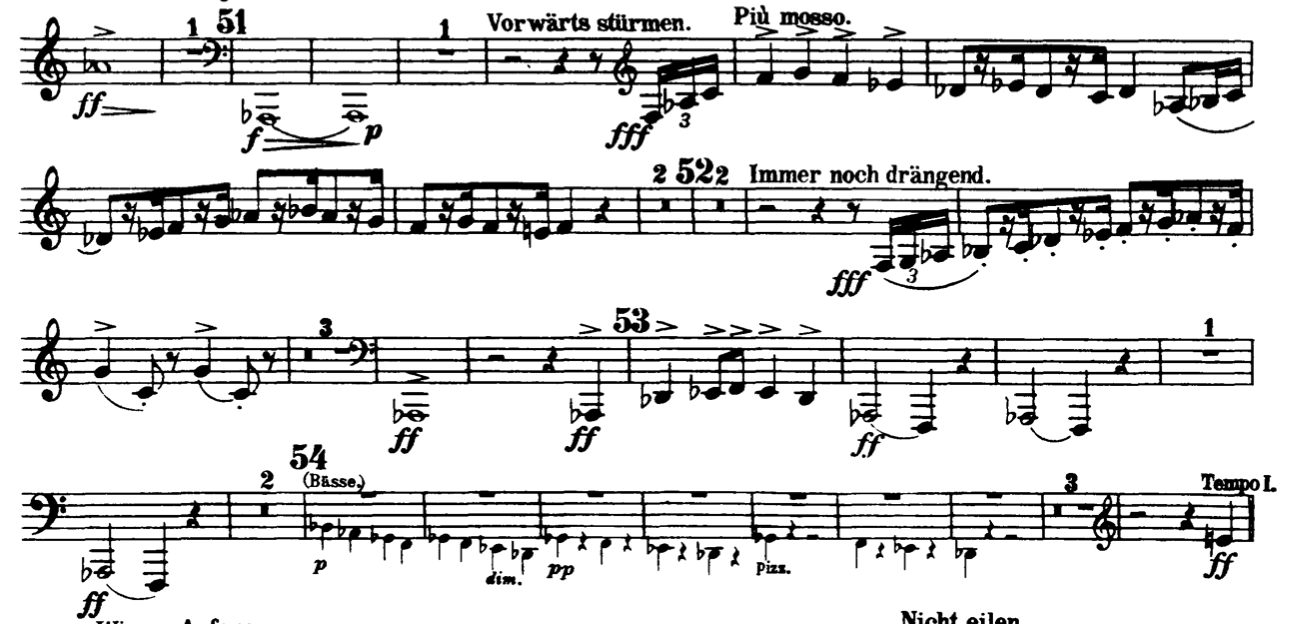 1 51 1 Vorwärts stürmen. Più mosso.
ff f p fff 3
2 52 2 Immer noch drängend.
fff 3
3 53 1
ff ff ff
54
2 (Bässe.) 3 Tempo I.
p dim. pp pizz. ff
ff
Nicht eilen